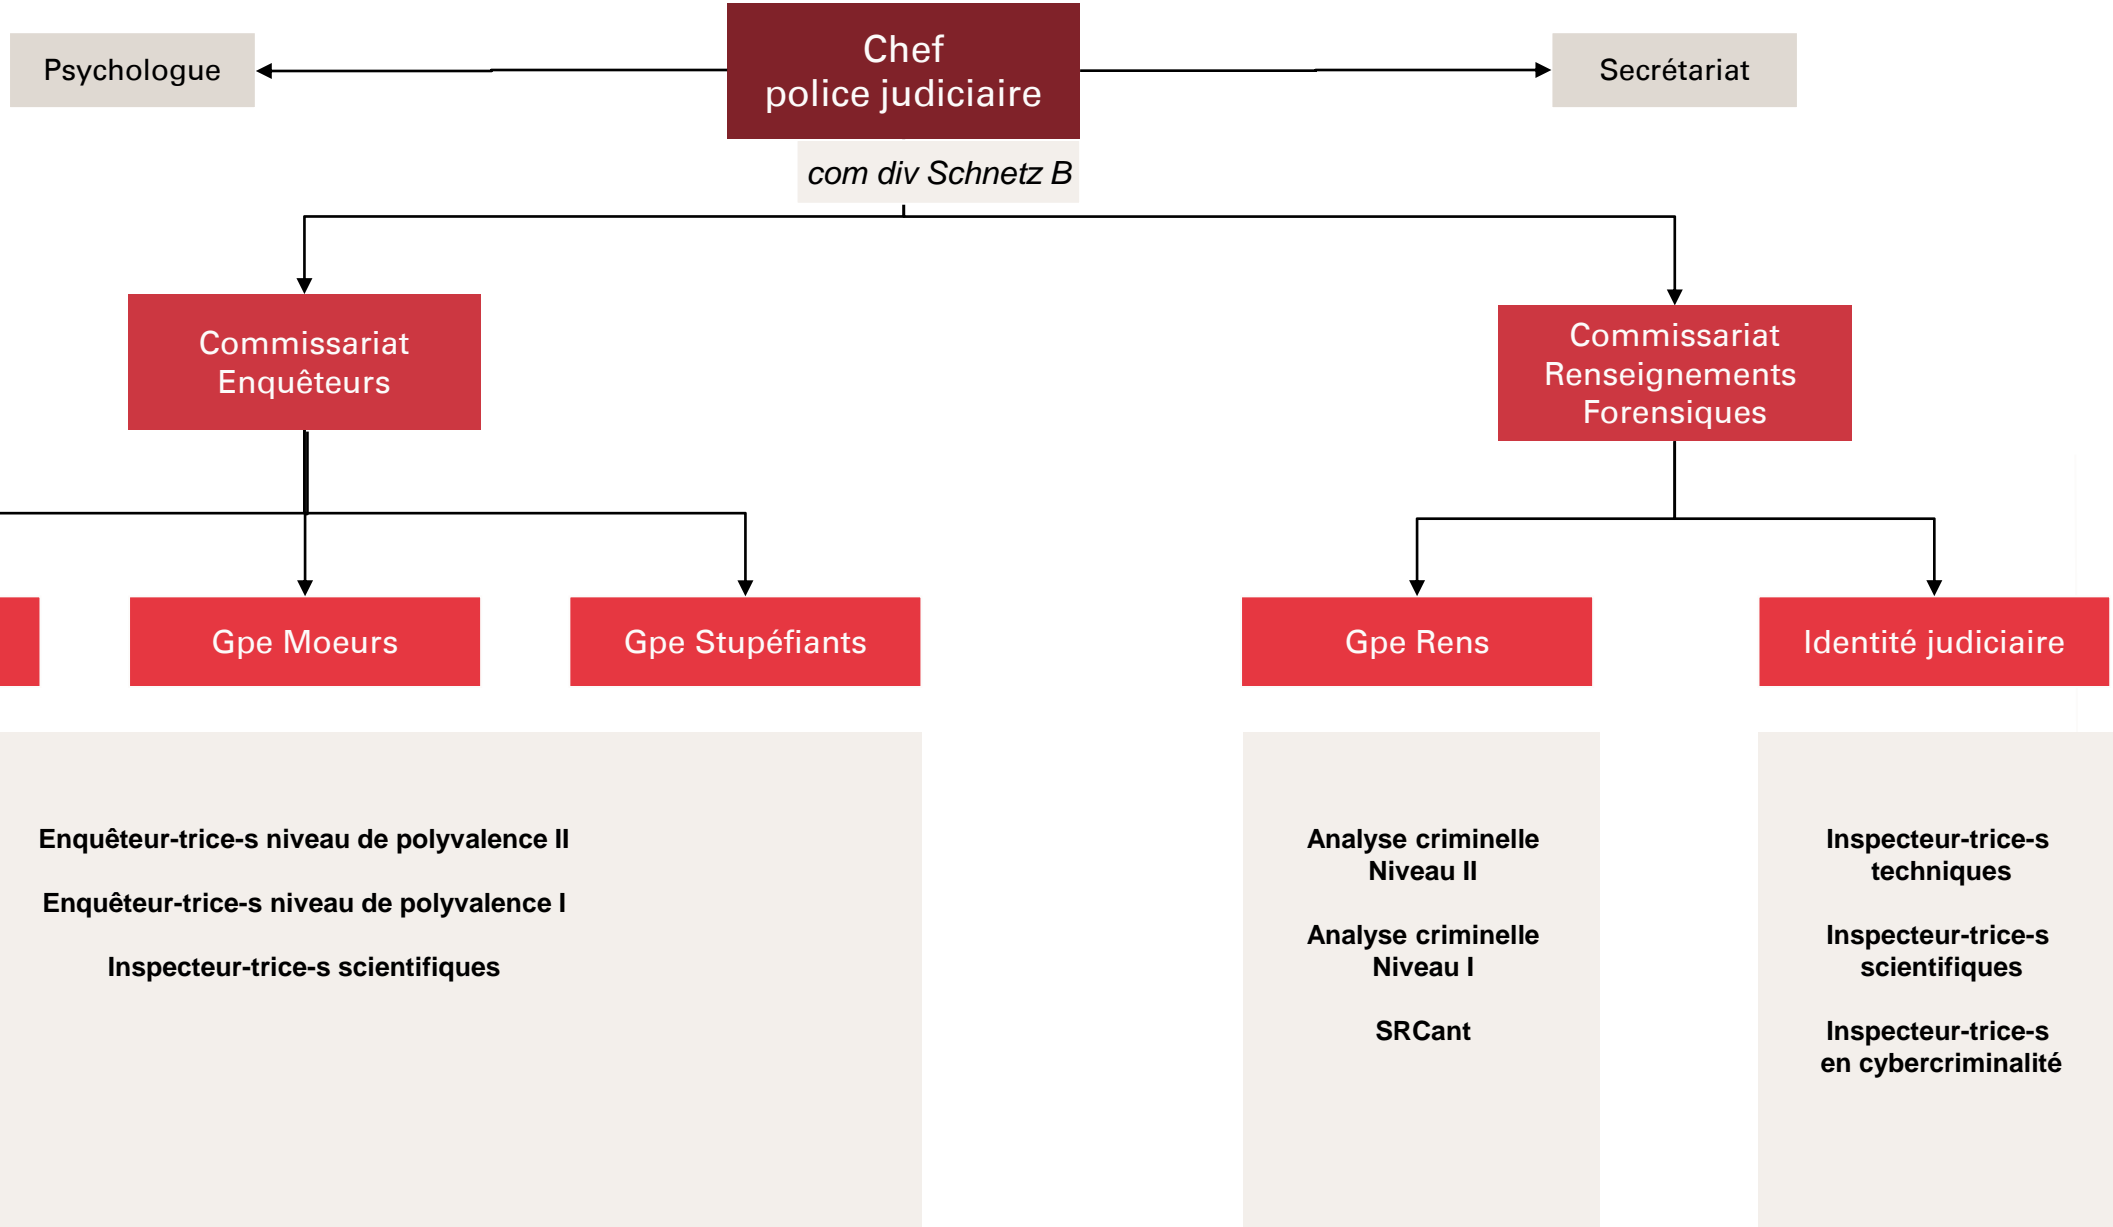 Psychologue
Chef
police judiciaire
Secrétariat
com div Schnetz B
Commissariat
Enquêteurs
Commissariat
Renseignements
Forensiques
Gpe Moeurs
Gpe Stupéfiants
Gpe Rens
Identité judiciaire
Enquêteur-trice-s niveau de polyvalence II
Enquêteur-trice-s niveau de polyvalence I
Inspecteur-trice-s scientifiques
Analyse criminelle
Niveau II
Analyse criminelle
Niveau I
SRCant
Inspecteur-trice-s
techniques
Inspecteur-trice-s
scientifiques
Inspecteur-trice-s
en cybercriminalité